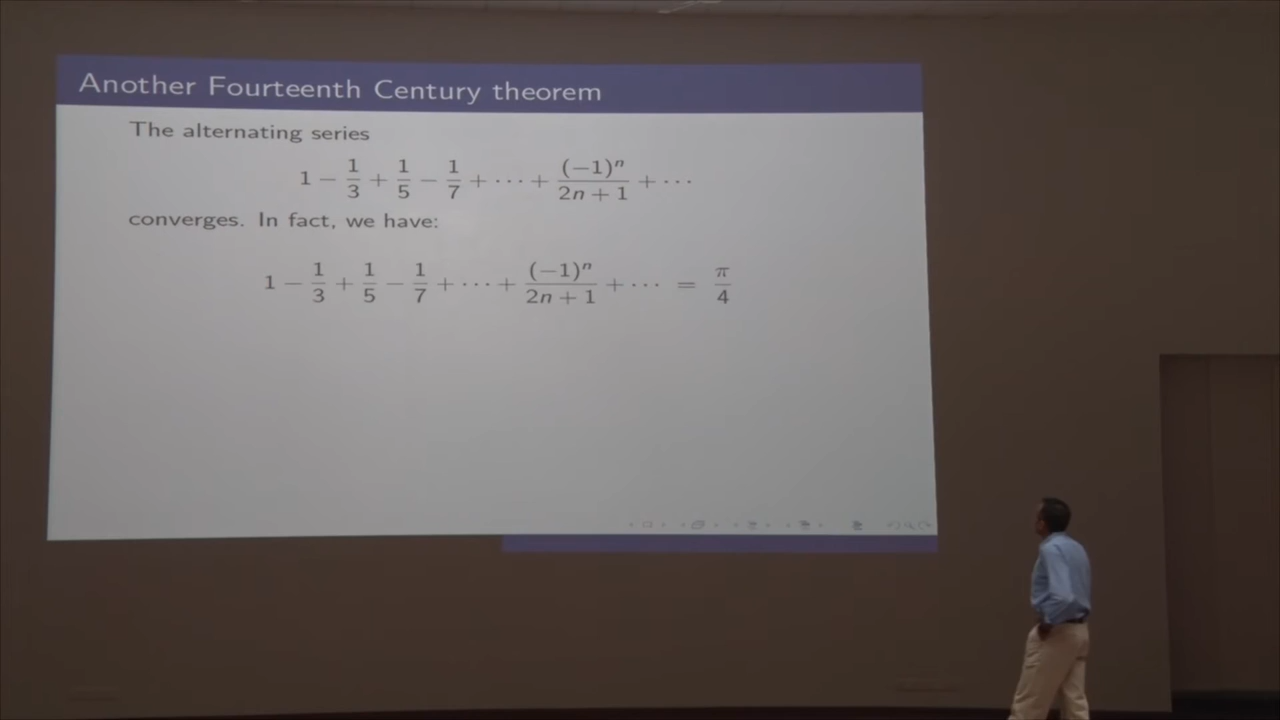 Another Fourteenth Century theorem
The alternating series
1 − 1/3 + 1/5 − 1/7 + ⋯ + (−1)ⁿ/(2n + 1) + ⋯
converges. In fact, we have:
1 − 1/3 + 1/5 − 1/7 + ⋯ + (−1)ⁿ/(2n + 1) + ⋯ = π/4